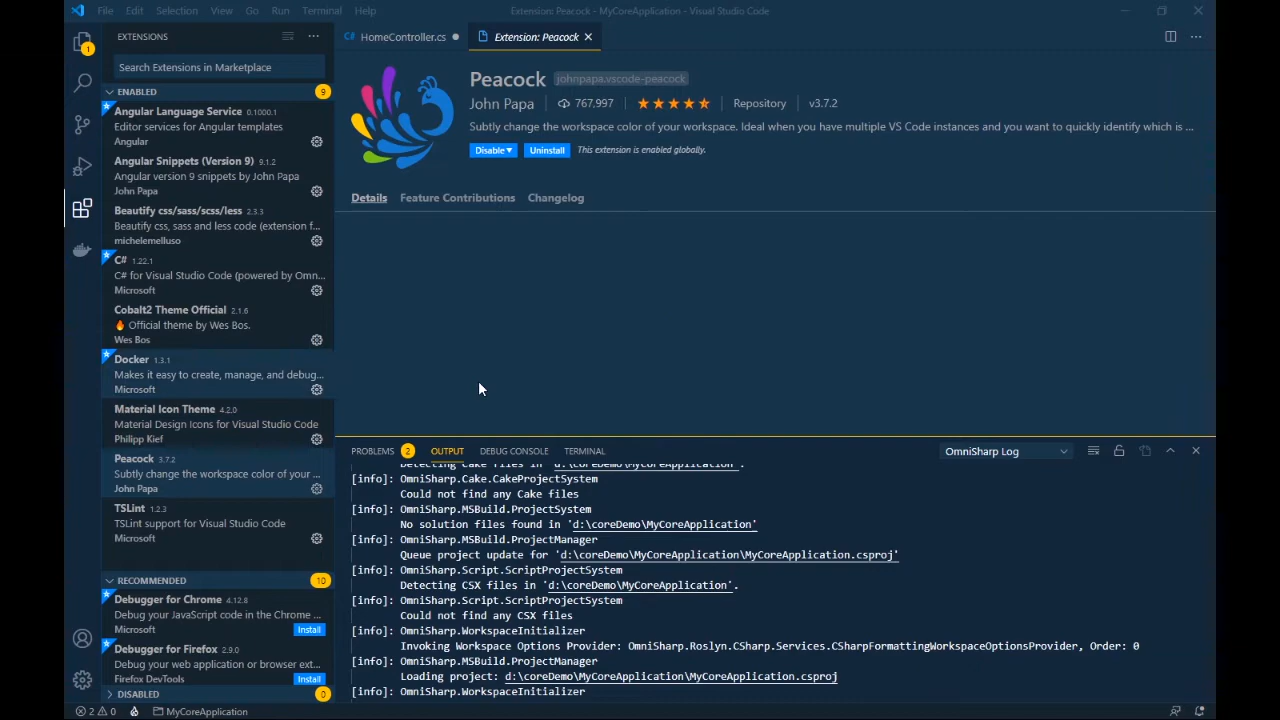 File Edit Selection View Go Run Terminal Help Extension: Peacock - MyCoreApplication - Visual Studio Code
EXTENSIONS
HomeController.cs
Extension: Peacock
Search Extensions in Marketplace
ENABLED 9
Angular Language Service 0.1000.1
Editor services for Angular templates
Angular
Angular Snippets (Version 9) 9.1.2
Angular version 9 snippets by John Papa
John Papa
Beautify css/sass/scss/less 2.3.3
Beautify css, sass and less code (extension f...
michelemelluso
C# 1.22.1
C# for Visual Studio Code (powered by Omn...
Microsoft
Cobalt2 Theme Official 2.1.6
🔥 Official theme by Wes Bos.
Wes Bos
Docker 1.3.1
Makes it easy to create, manage, and debug...
Microsoft
Material Icon Theme 4.2.0
Material Design Icons for Visual Studio Code
Philipp Kief
Peacock 3.7.2
Subtly change the workspace color of your ...
John Papa
TSLint 1.2.3
TSLint support for Visual Studio Code
Microsoft
RECOMMENDED 10
Debugger for Chrome 4.12.8
Debug your JavaScript code in the Chrome ...
Microsoft Install
Debugger for Firefox 2.9.0
Debug your web application or browser ext...
Firefox DevTools Install
DISABLED 0
1
Peacock johnpapa.vscode-peacock
John Papa 767,997 Repository v3.7.2
Subtly change the workspace color of your workspace. Ideal when you have multiple VS Code instances and you want to quickly identify which is ...
Disable Uninstall This extension is enabled globally.
Details Feature Contributions Changelog
PROBLEMS 2 OUTPUT DEBUG CONSOLE TERMINAL OmniSharp Log
Detecting Cake files in 'd:\coreDemo\MyCoreApplication'.
[info]: OmniSharp.Cake.CakeProjectSystem
Could not find any Cake files
[info]: OmniSharp.MSBuild.ProjectSystem
No solution files found in 'd:\coreDemo\MyCoreApplication'
[info]: OmniSharp.MSBuild.ProjectManager
Queue project update for 'd:\coreDemo\MyCoreApplication\MyCoreApplication.csproj'
[info]: OmniSharp.Script.ScriptProjectSystem
Detecting CSX files in 'd:\coreDemo\MyCoreApplication'.
[info]: OmniSharp.Script.ScriptProjectSystem
Could not find any CSX files
[info]: OmniSharp.WorkspaceInitializer
Invoking Workspace Options Provider: OmniSharp.Roslyn.CSharp.Services.CSharpFormattingWorkspaceOptionsProvider, Order: 0
[info]: OmniSharp.MSBuild.ProjectManager
Loading project: d:\coreDemo\MyCoreApplication\MyCoreApplication.csproj
[info]: OmniSharp.WorkspaceInitializer
2 0 MyCoreApplication